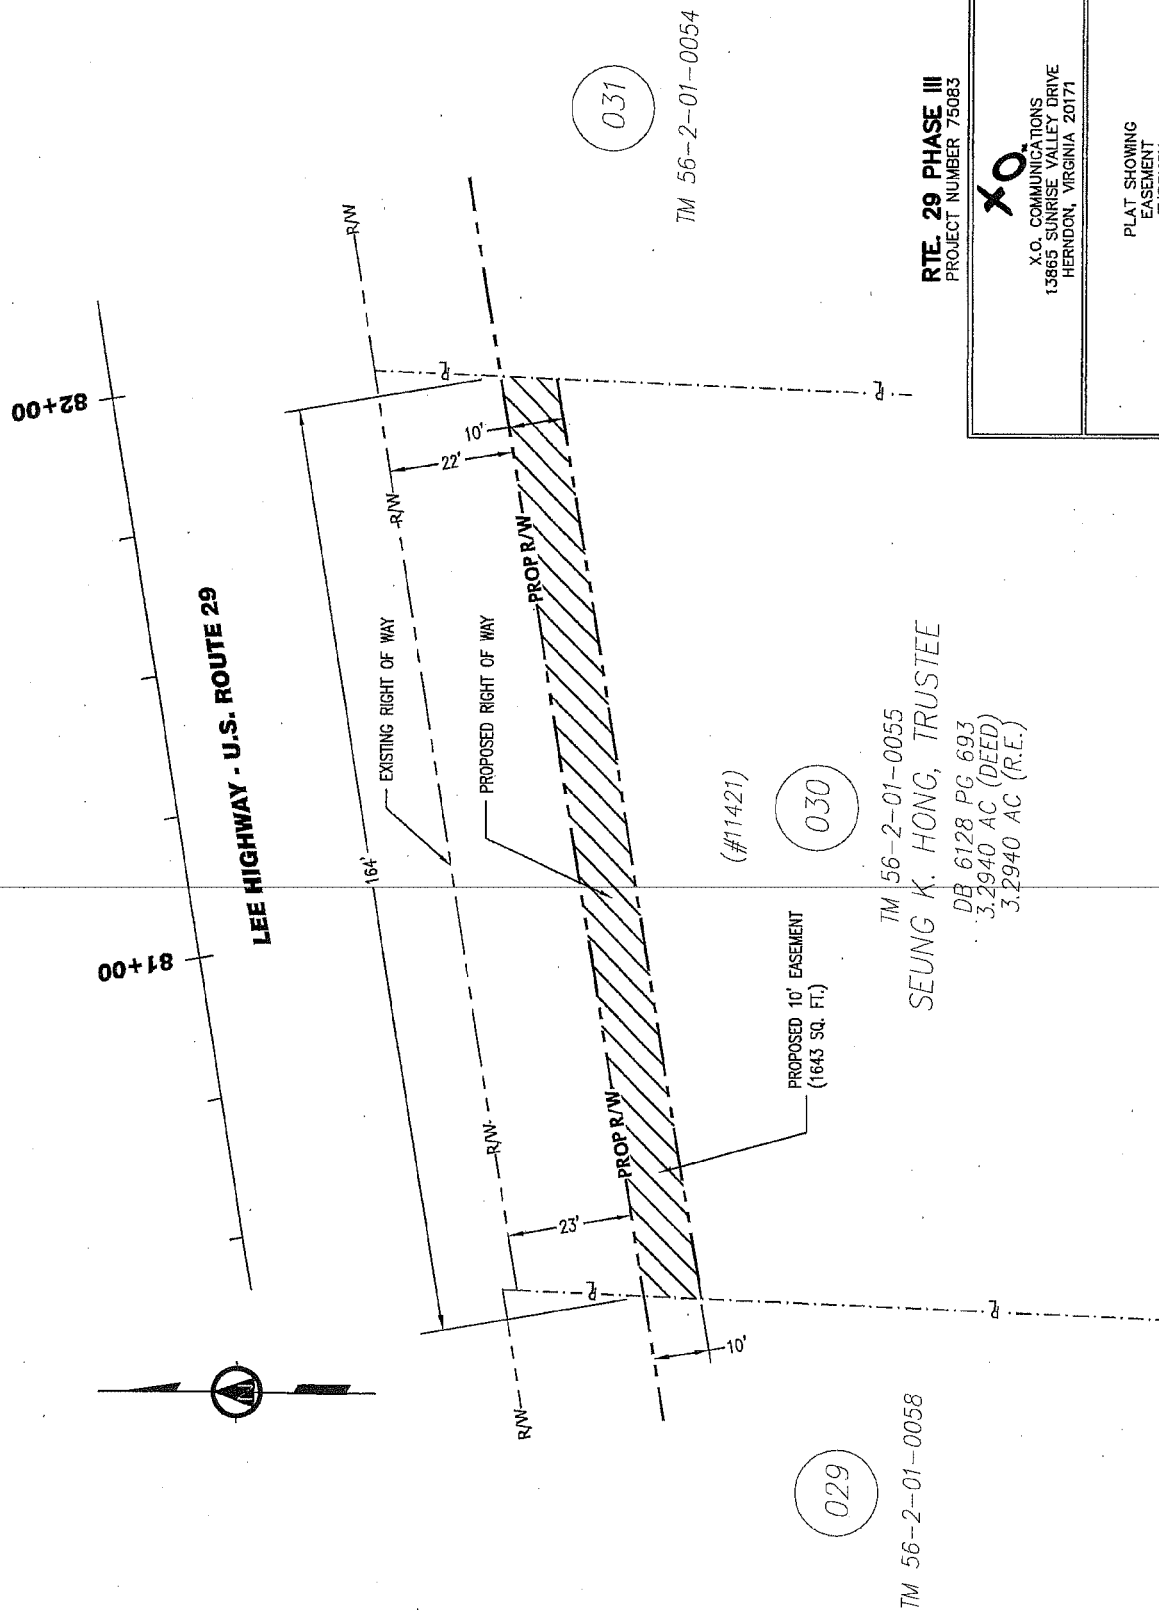 82+00
81+00
LEE HIGHWAY - U.S. ROUTE 29
164'
R/W
R/W
R/W
R/W
EXISTING RIGHT OF WAY
PROPOSED RIGHT OF WAY
22'
10'
23'
10'
PROP R/W
PROP R/W
PL
PL
PL
PL
PROPOSED 10' EASEMENT
(1643 SQ. FT.)
(#11421)
030
TM 56-2-01-0055
SEUNG K. HONG, TRUSTEE
DB 6128 PG 693
3.2940 AC (DEED)
3.2940 AC (R.E.)
029
TM 56-2-01-0058
031
TM 56-2-01-0054
RTE. 29 PHASE III
PROJECT NUMBER 75083
XO
X.O. COMMUNICATIONS
13865 SUNRISE VALLEY DRIVE
HERNDON, VIRGINIA 20171
PLAT SHOWING
EASEMENT